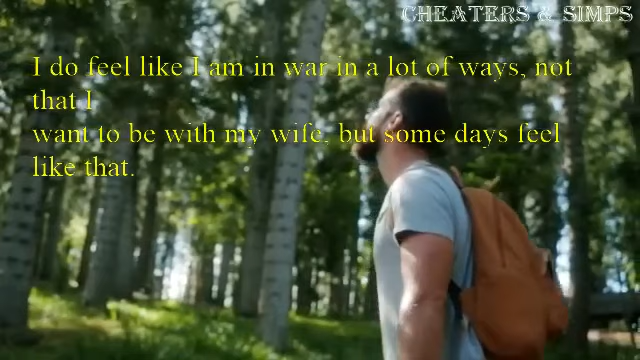 CHEATERS & SIMPS
I do feel like I am in war in a lot of ways, not
that I
want to be with my wife, but some days feel
like that.